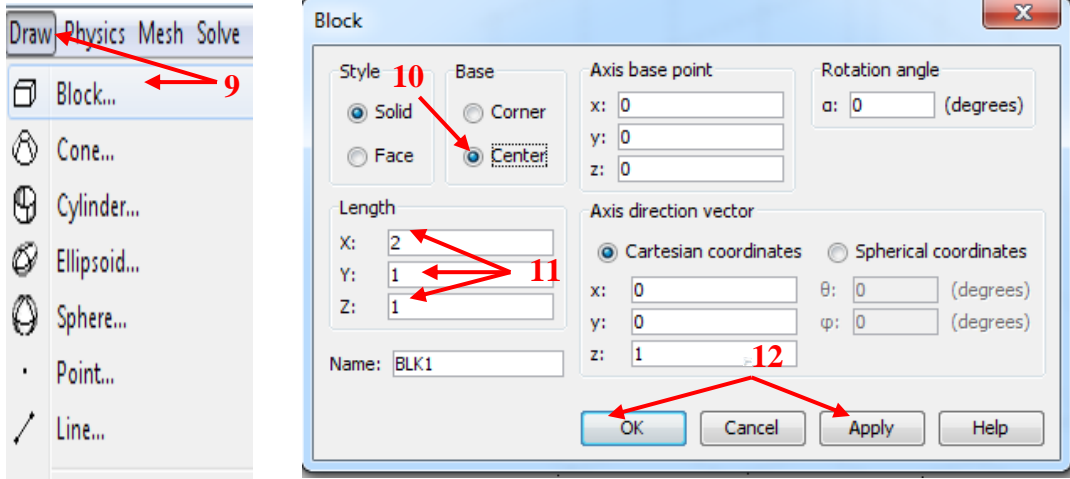 Draw Physics Mesh Solve
9
Block...
Cone...
Cylinder...
Ellipsoid...
Sphere...
Point...
Line...
Block
Style
10
Solid
Face
Base
Corner
Center
Length
X: 2
Y: 1
Z: 1
11
Name: BLK1
Axis base point
x: 0
y: 0
z: 0
Rotation angle
α: 0 (degrees)
Axis direction vector
Cartesian coordinates
Spherical coordinates
x: 0
y: 0
z: 1
θ: 0 (degrees)
φ: 0 (degrees)
12
OK
Cancel
Apply
Help